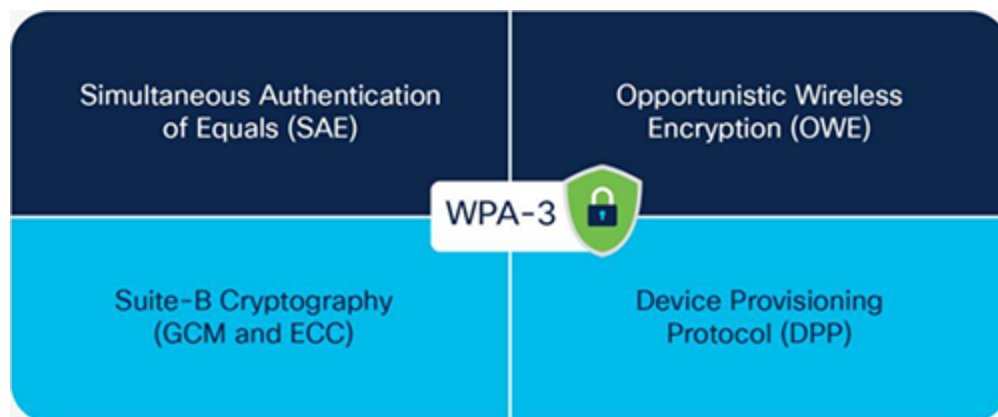 Simultaneous Authentication
of Equals (SAE)
Opportunistic Wireless
Encryption (OWE)
WPA-3
Suite-B Cryptography
(GCM and ECC)
Device Provisioning
Protocol (DPP)